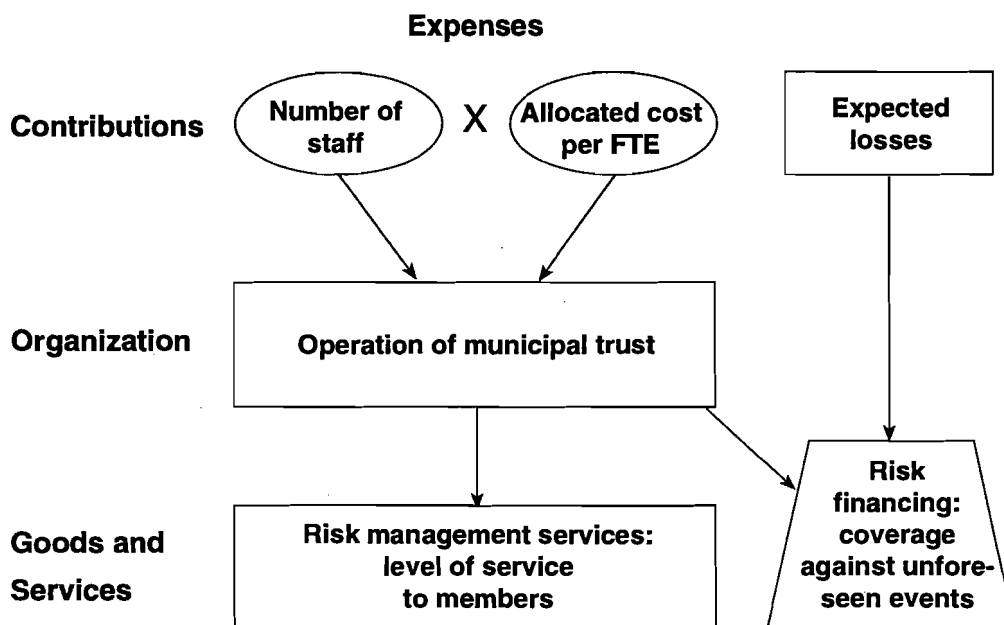 Expenses
Contributions
Number of
staff
X
Allocated cost
per FTE
Expected
losses
Organization
Operation of municipal trust
Goods and
Services
Risk management services:
level of service
to members
Risk
financing:
coverage
against unfore-
seen events